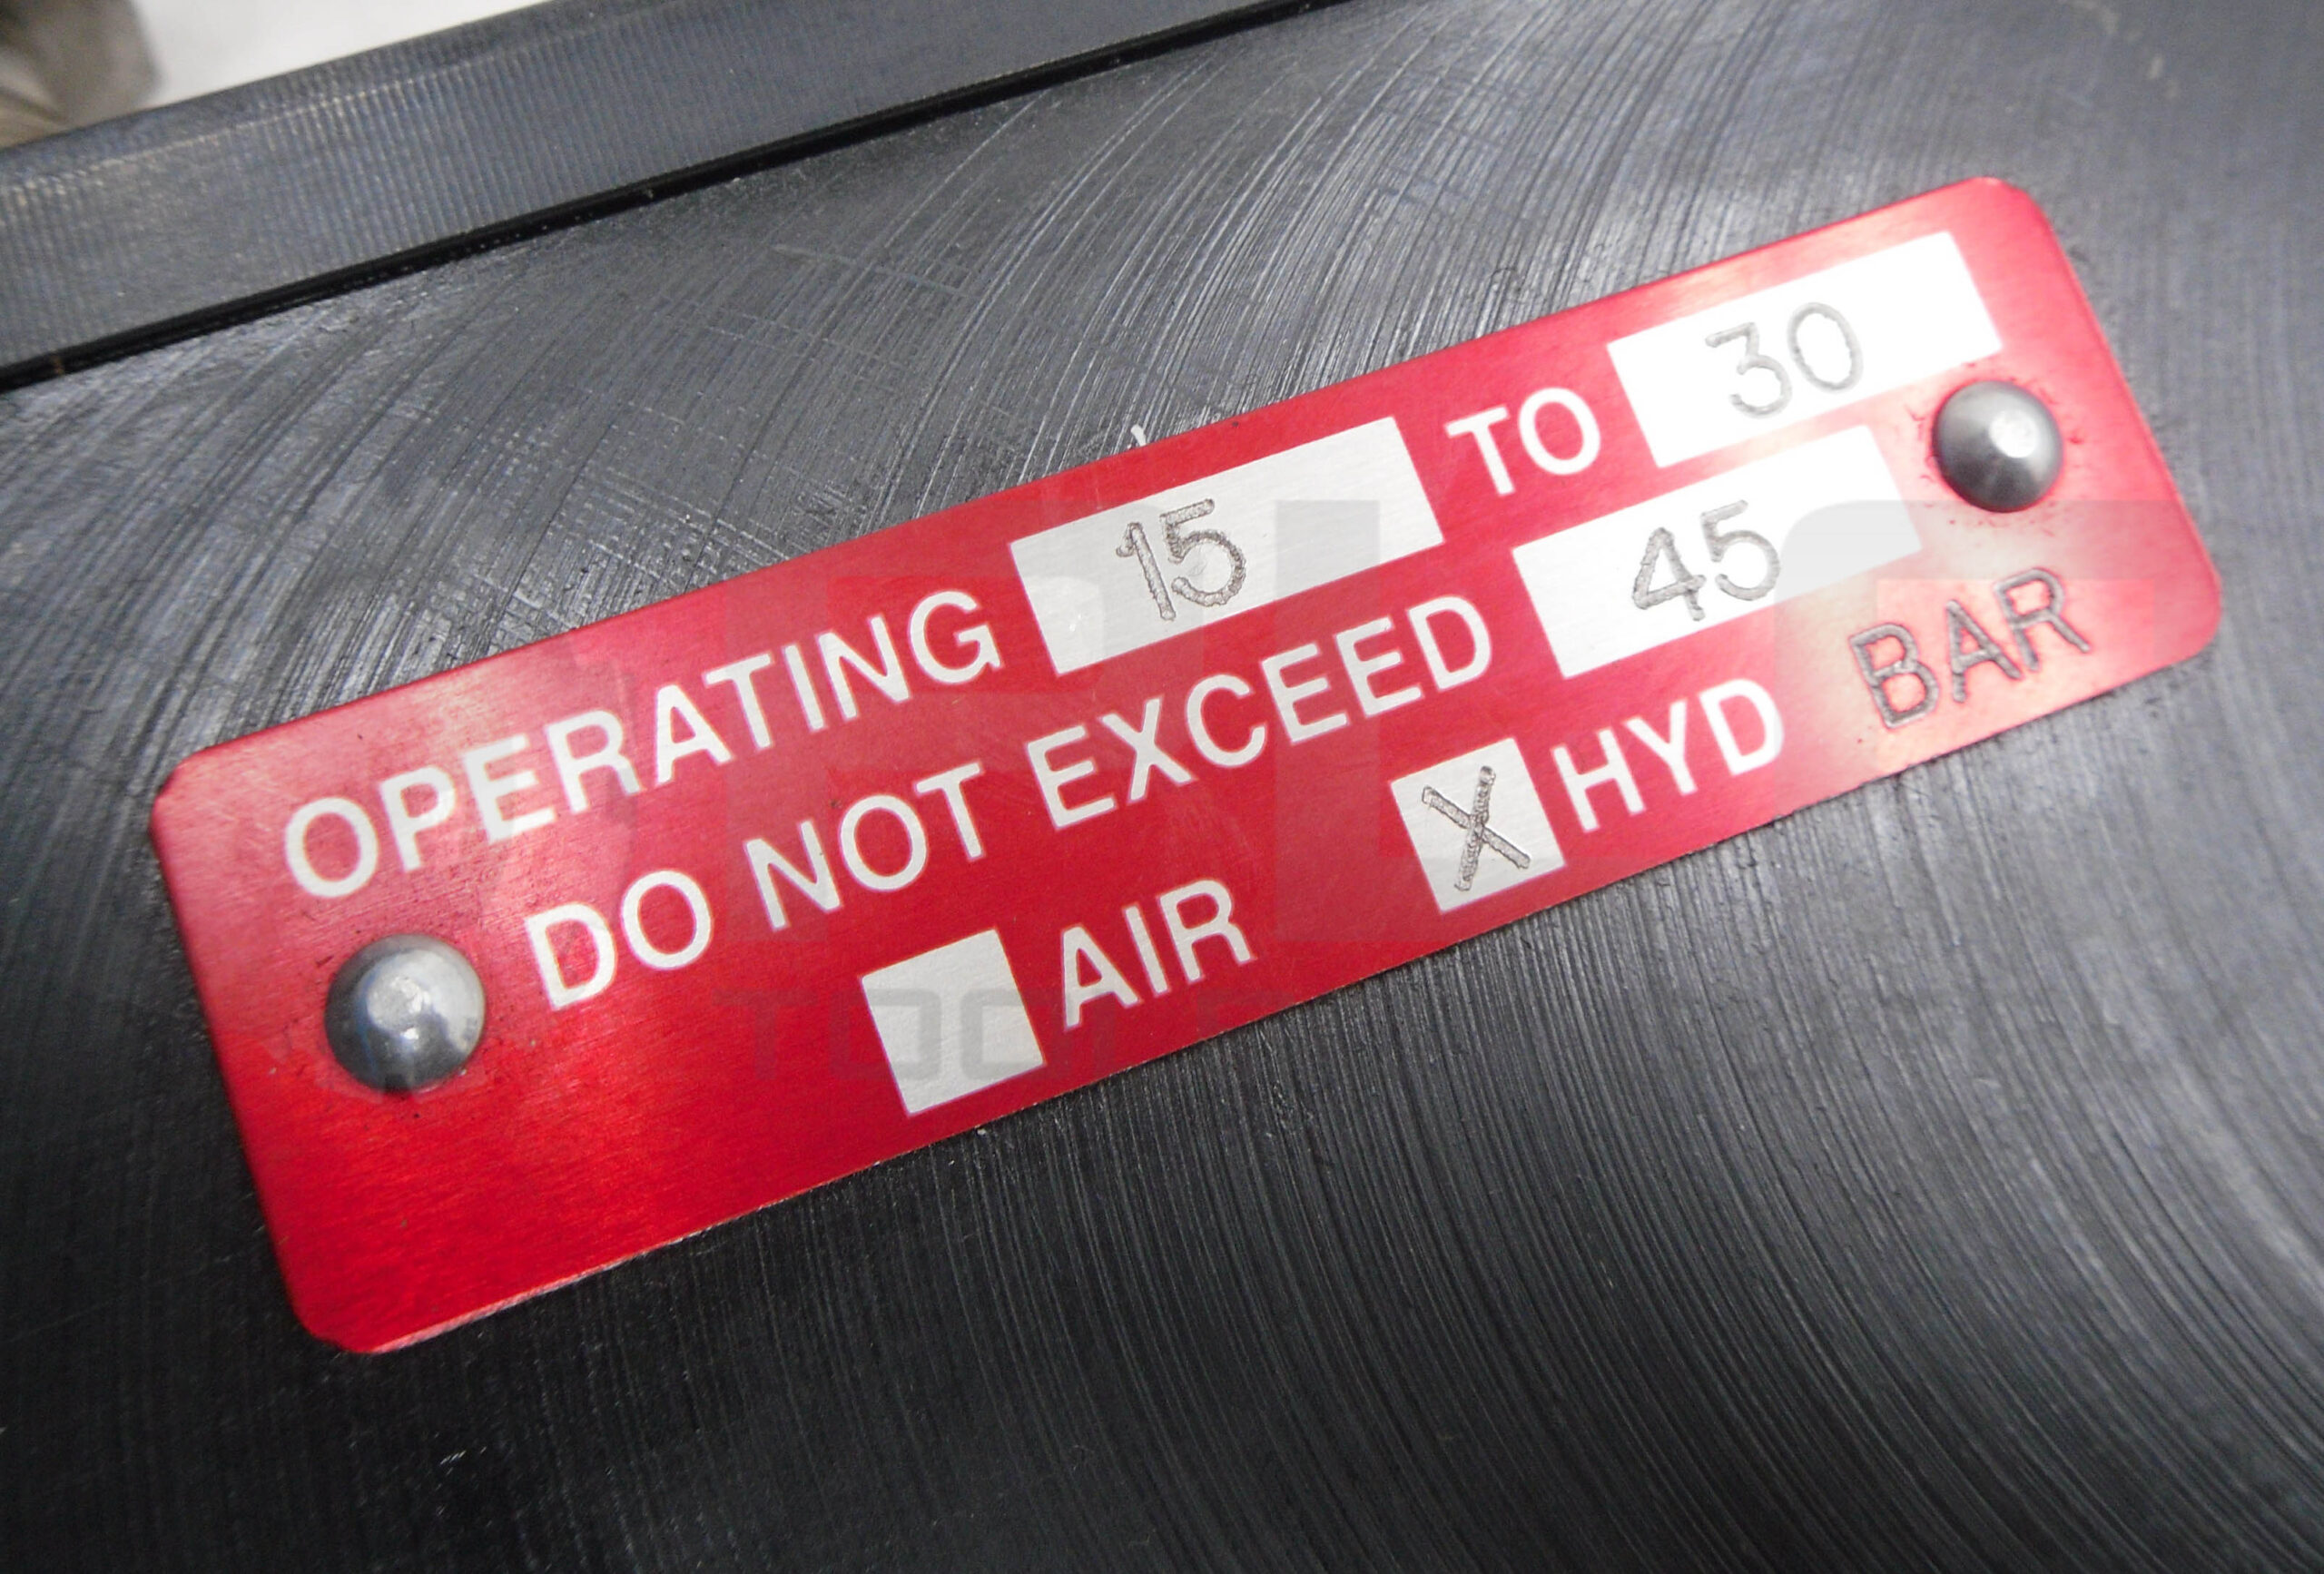 OPERATING 15 TO 30
DO NOT EXCEED 45
AIR X HYD BAR